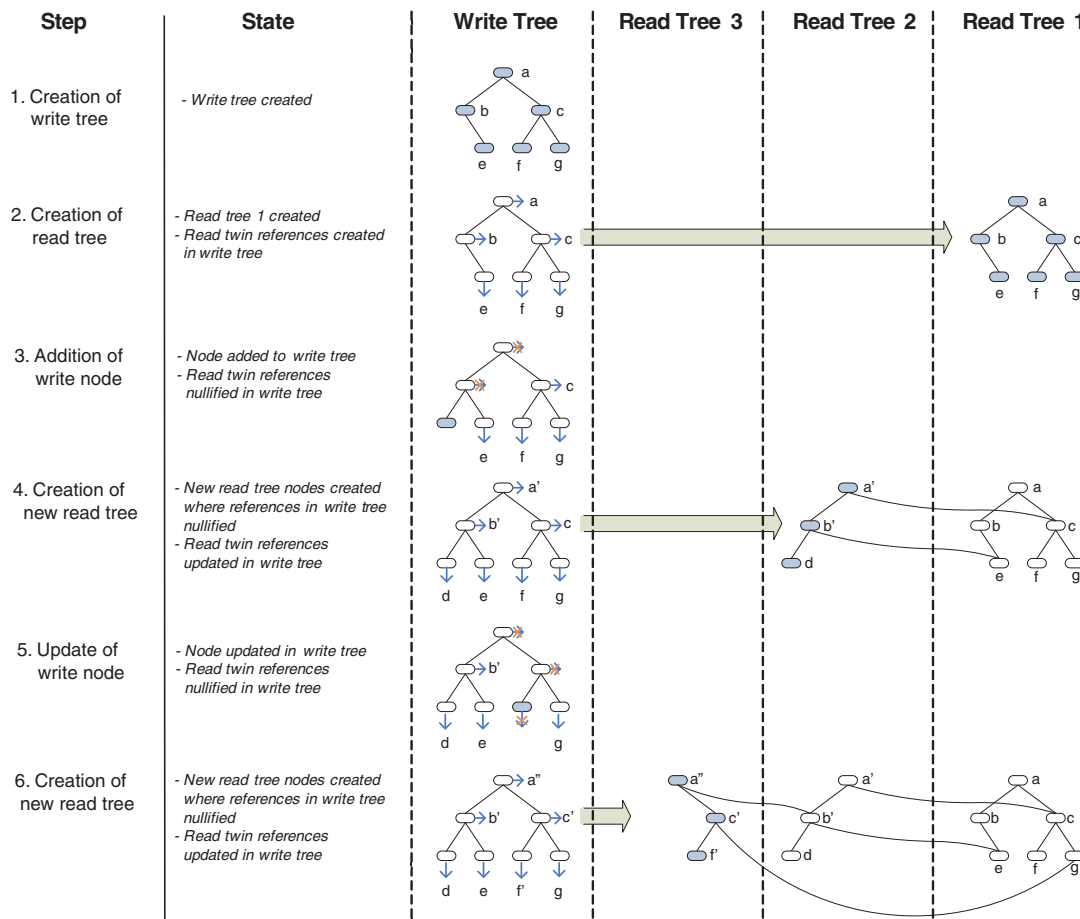 Step State Write Tree Read Tree 3 Read Tree 2 Read Tree 1
1. Creation of
write tree
- Write tree created
a
b c
e f g
2. Creation of
read tree
- Read tree 1 created
- Read twin references created
in write tree
a
b c
e f g
a
b c
e f g
3. Addition of
write node
- Node added to write tree
- Read twin references
nullified in write tree
c
e f g
4. Creation of
new read tree
- New read tree nodes created
where references in write tree
nullified
- Read twin references
updated in write tree
a'
b' c
d e f g
a'
b'
d
a
b c
e f g
5. Update of
write node
- Node updated in write tree
- Read twin references
nullified in write tree
b'
d e g
6. Creation of
new read tree
- New read tree nodes created
where references in write tree
nullified
- Read twin references
updated in write tree
a''
b' c'
d e f' g
a''
c'
f'
a'
b'
d
a
b c
e f g